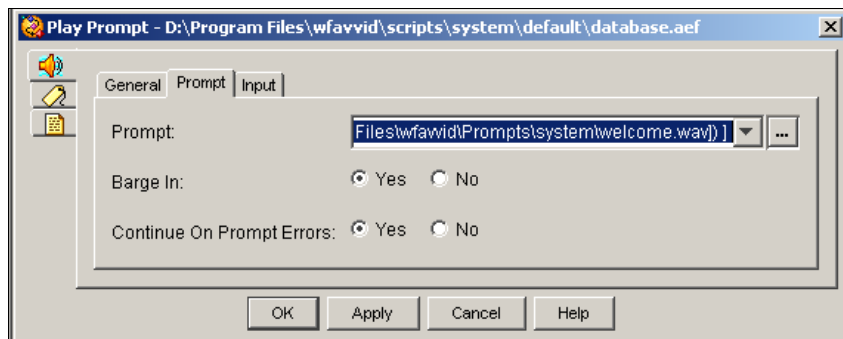 Play Prompt - D:\Program Files\wfavvid\scripts\system\default\database.aef
General Prompt Input
Prompt: Files\wfavvid\Prompts\system\welcome.wav]) ] ...
Barge In: Yes No
Continue On Prompt Errors: Yes No
OK Apply Cancel Help